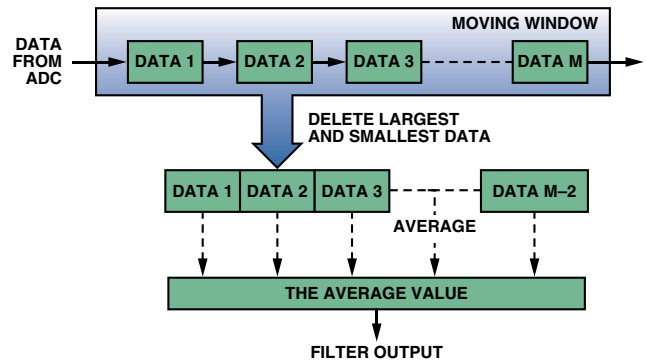 MOVING WINDOW
DATA
FROM
ADC
DATA 1
DATA 2
DATA 3
DATA M
DELETE LARGEST
AND SMALLEST DATA
DATA 1
DATA 2
DATA 3
DATA M–2
AVERAGE
THE AVERAGE VALUE
FILTER OUTPUT